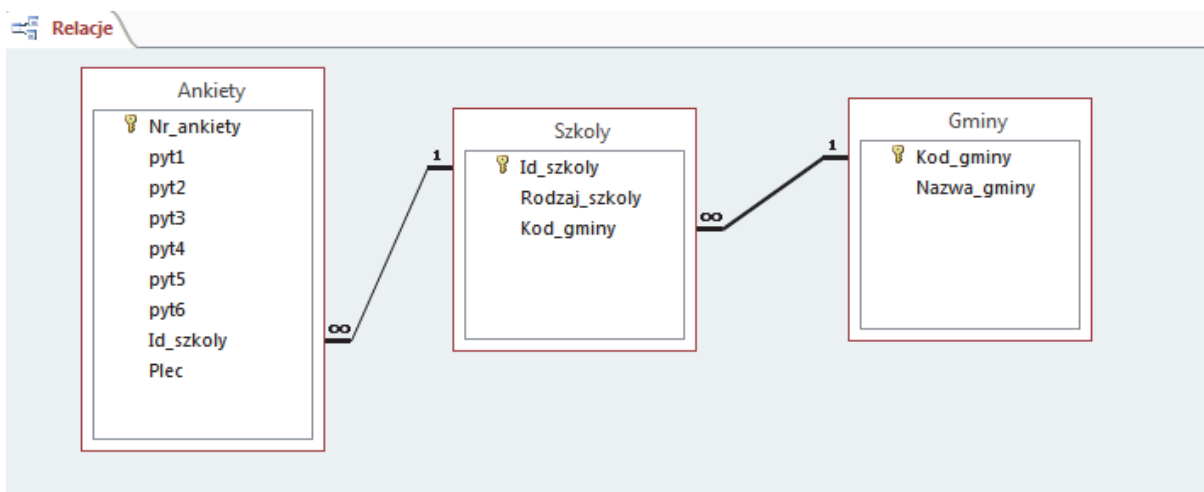 Relacje
Ankiety
Nr_ankiety
pyt1
pyt2
pyt3
pyt4
pyt5
pyt6
Id_szkoly
Plec
1
∞
Szkoly
Id_szkoly
Rodzaj_szkoly
Kod_gminy
1
∞
Gminy
Kod_gminy
Nazwa_gminy